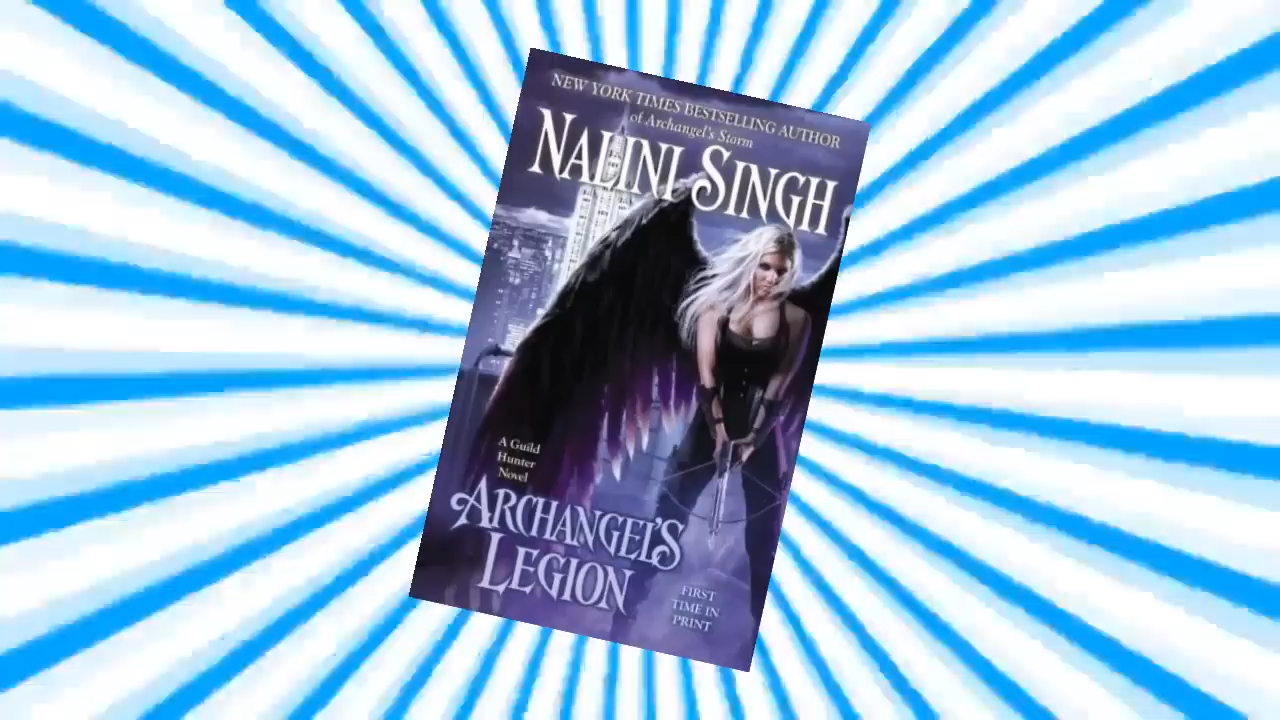 NEW YORK TIMES BESTSELLING AUTHOR
of Archangel's Storm
NALINI SINGH
A Guild
Hunter
Novel
ARCHANGEL'S
LEGION
FIRST
TIME IN
PRINT